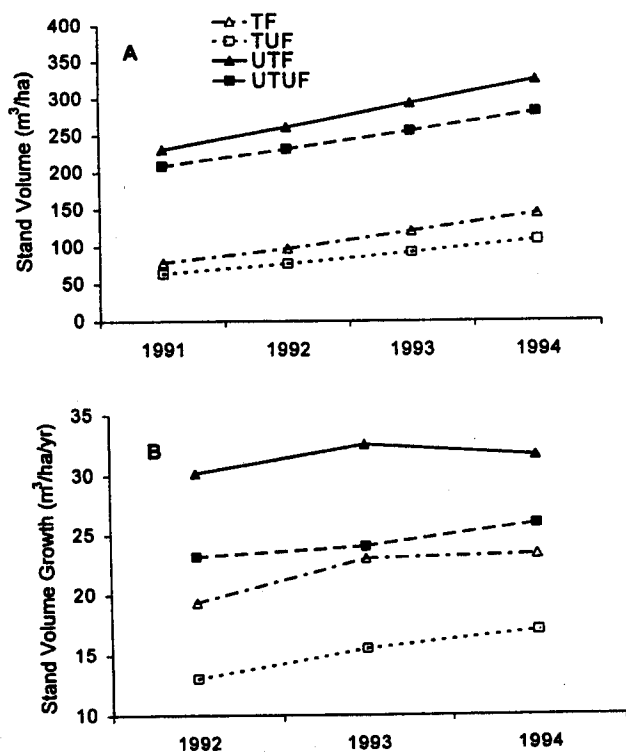 A
TF
TUF
UTF
UTUF
Stand Volume (m³/ha)
400
350
300
250
200
150
100
50
0
1991 1992 1993 1994
B
Stand Volume Growth (m³/ha/yr)
35
30
25
20
15
10
1992 1993 1994